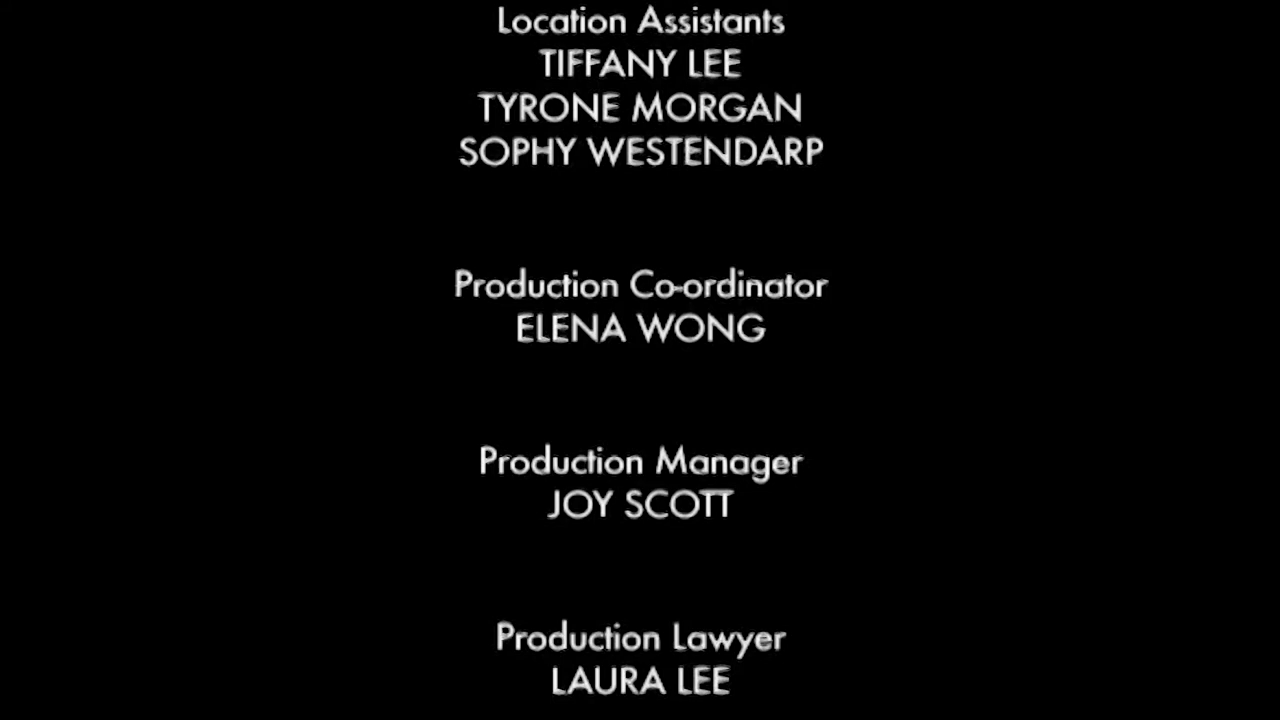 Location Assistants
TIFFANY LEE
TYRONE MORGAN
SOPHY WESTENDARP
Production Co-ordinator
ELENA WONG
Production Manager
JOY SCOTT
Production Lawyer
LAURA LEE